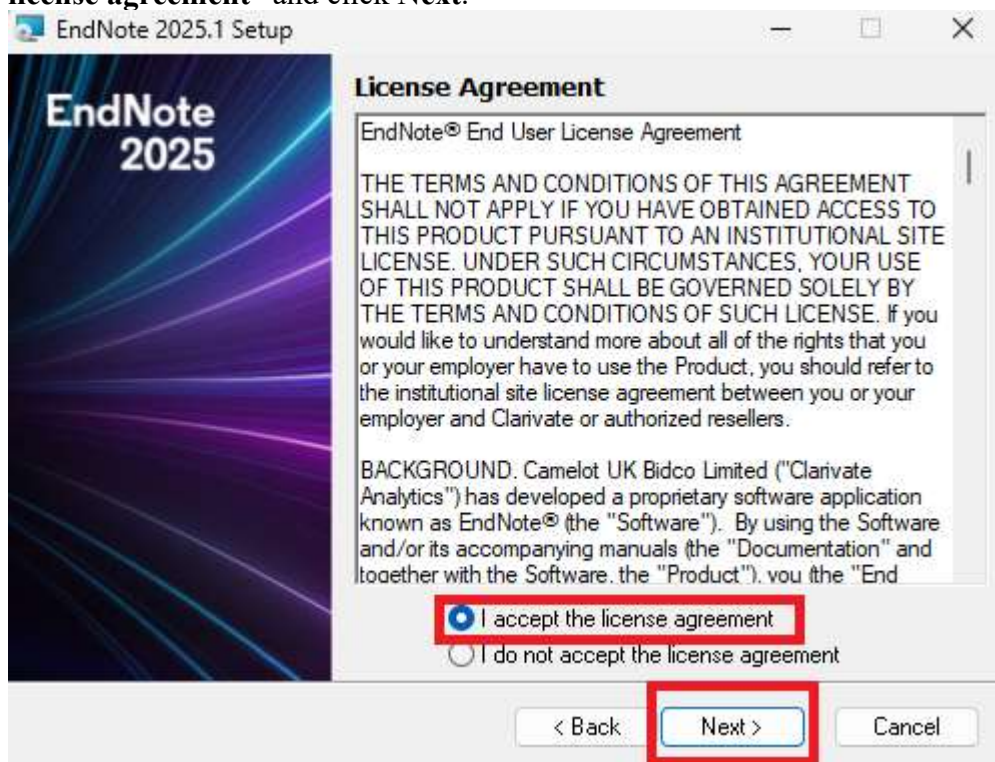 license agreement" and click Next.
EndNote 2025.1 Setup
EndNote
2025
License Agreement
EndNote® End User License Agreement
THE TERMS AND CONDITIONS OF THIS AGREEMENT
SHALL NOT APPLY IF YOU HAVE OBTAINED ACCESS TO
THIS PRODUCT PURSUANT TO AN INSTITUTIONAL SITE
LICENSE. UNDER SUCH CIRCUMSTANCES, YOUR USE
OF THIS PRODUCT SHALL BE GOVERNED SOLELY BY
THE TERMS AND CONDITIONS OF SUCH LICENSE. If you
would like to understand more about all of the rights that you
or your employer have to use the Product, you should refer to
the institutional site license agreement between you or your
employer and Clarivate or authorized resellers.
BACKGROUND. Camelot UK Bidco Limited ("Clarivate
Analytics") has developed a proprietary software application
known as EndNote® (the "Software"). By using the Software
and/or its accompanying manuals (the "Documentation" and
together with the Software, the "Product"), you (the "End
I accept the license agreement
I do not accept the license agreement
< Back
Next >
Cancel